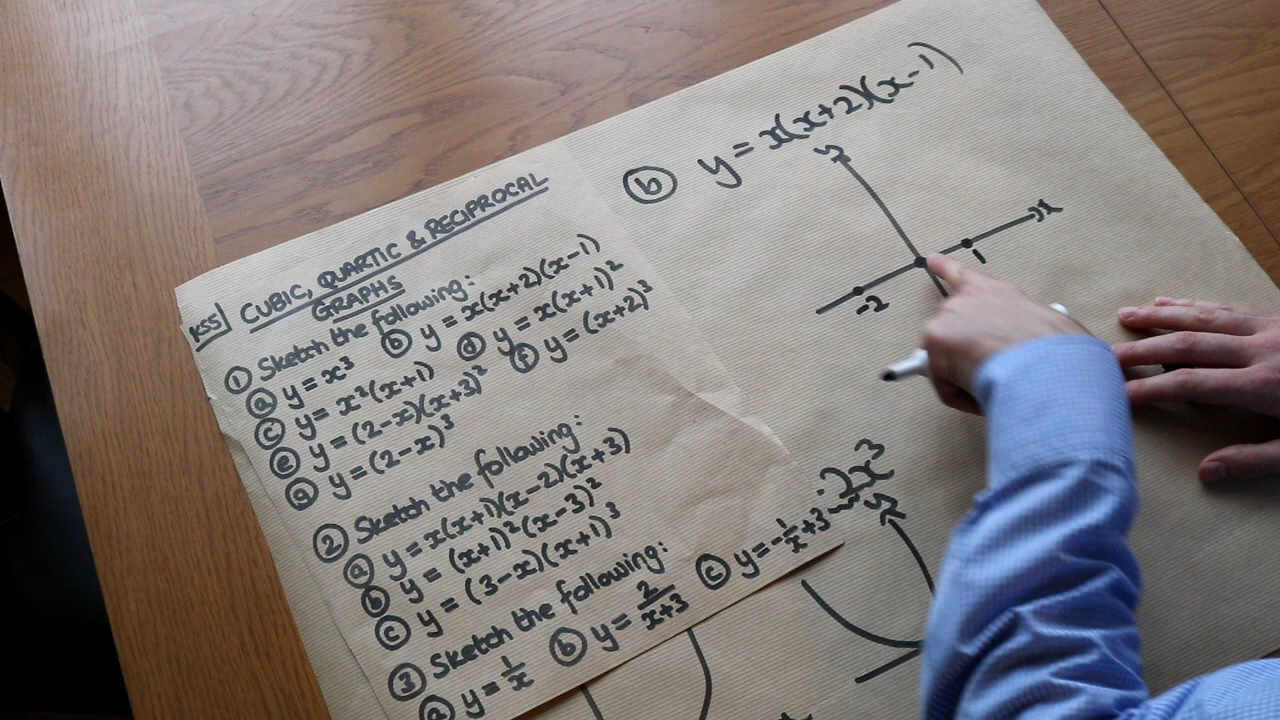 KS5 CUBIC, QUARTIC & RECIPROCAL
GRAPHS
① Sketch the following:
ⓐ y = x³ ⓑ y = x(x+2)(x-1)
ⓒ y = x²(x+1) ⓓ y = x(x+1)²
ⓔ y = (2-x)(x+3)² ⓕ y = (x+2)³
ⓖ y = (2-x)³
② Sketch the following:
ⓐ y = x(x+1)(x-2)(x+3)
ⓑ y = (x+1)²(x-3)²
ⓒ y = (3-x)(x+1)³
③ Sketch the following:
ⓐ y = 1/x ⓑ y = 2/(x+3) ⓒ y = -1/x + 3
ⓑ y = x(x+2)(x-1)
y
x
-2
1
2x³
y